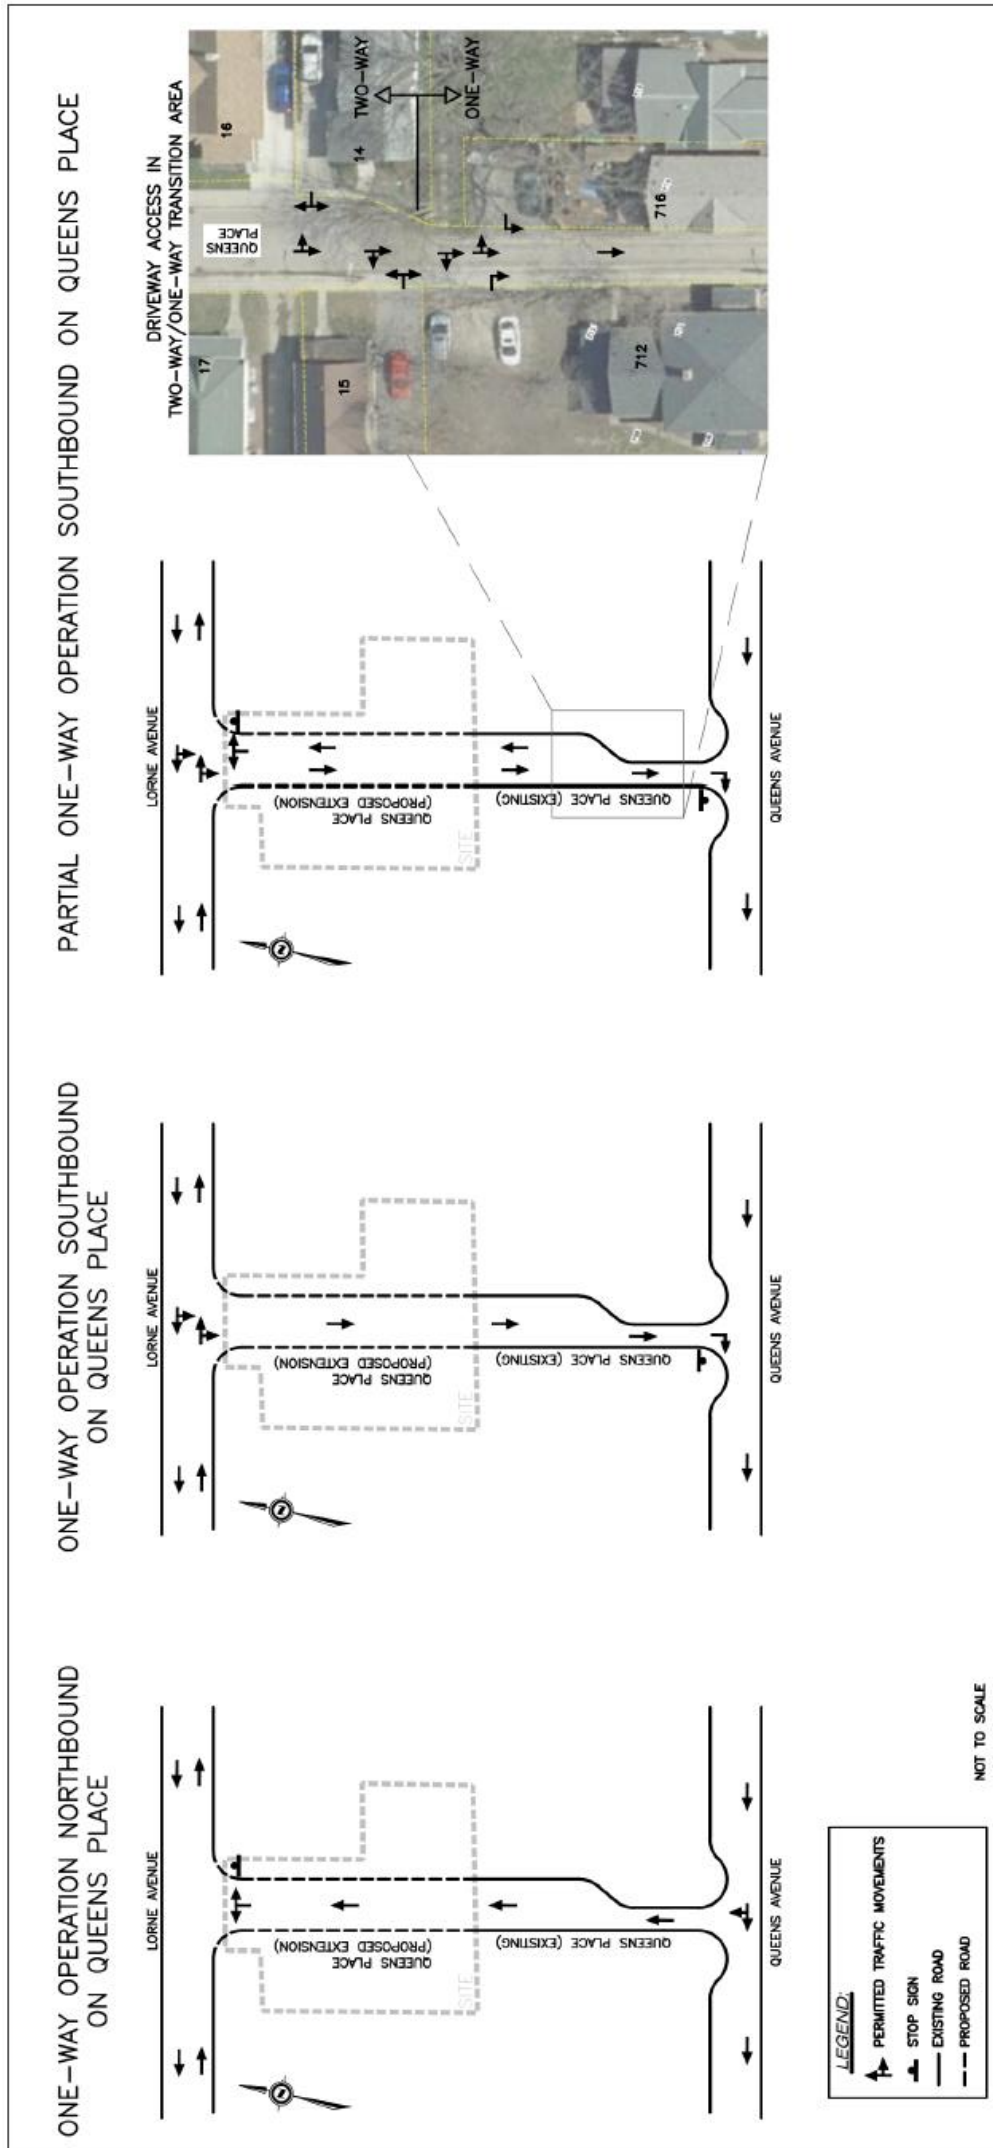 ONE-WAY OPERATION NORTHBOUND
ON QUEENS PLACE
LORNE AVENUE
QUEENS PLACE
(PROPOSED EXTENSION)
SITE
QUEENS PLACE (EXISTING)
QUEENS AVENUE
LEGEND:
PERMITTED TRAFFIC MOVEMENTS
STOP SIGN
EXISTING ROAD
PROPOSED ROAD
NOT TO SCALE
ONE-WAY OPERATION SOUTHBOUND
ON QUEENS PLACE
LORNE AVENUE
QUEENS PLACE
(PROPOSED EXTENSION)
SITE
QUEENS PLACE (EXISTING)
QUEENS AVENUE
PARTIAL ONE-WAY OPERATION SOUTHBOUND ON QUEENS PLACE
LORNE AVENUE
QUEENS PLACE
(PROPOSED EXTENSION)
SITE
QUEENS PLACE (EXISTING)
QUEENS AVENUE
DRIVEWAY ACCESS IN
TWO-WAY/ONE-WAY TRANSITION AREA
17
QUEENS
PLACE
16
15
14
TWO-WAY
ONE-WAY
712
716